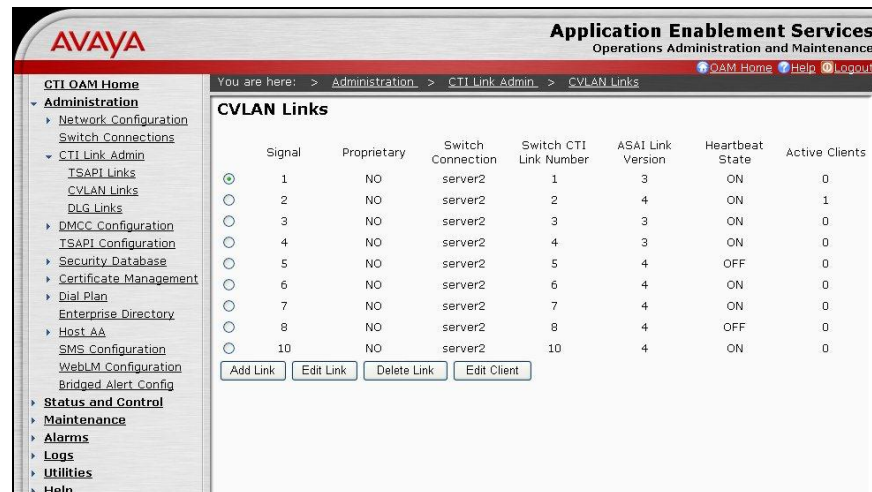 AVAYA
Application Enablement Services
Operations Administration and Maintenance
OAM Home Help Logout
You are here: > Administration > CTI Link Admin > CVLAN Links
CTI OAM Home
Administration
Network Configuration
Switch Connections
CTI Link Admin
TSAPI Links
CVLAN Links
DLG Links
DMCC Configuration
TSAPI Configuration
Security Database
Certificate Management
Dial Plan
Enterprise Directory
Host AA
SMS Configuration
WebLM Configuration
Bridged Alert Config
Status and Control
Maintenance
Alarms
Logs
Utilities
Help
CVLAN Links
Signal Proprietary Switch Connection Switch CTI Link Number ASAI Link Version Heartbeat State Active Clients
1 NO server2 1 3 ON 0
2 NO server2 2 4 ON 1
3 NO server2 3 3 ON 0
4 NO server2 4 3 ON 0
5 NO server2 5 4 OFF 0
6 NO server2 6 4 ON 0
7 NO server2 7 4 ON 0
8 NO server2 8 4 OFF 0
10 NO server2 10 4 ON 0
Add Link Edit Link Delete Link Edit Client